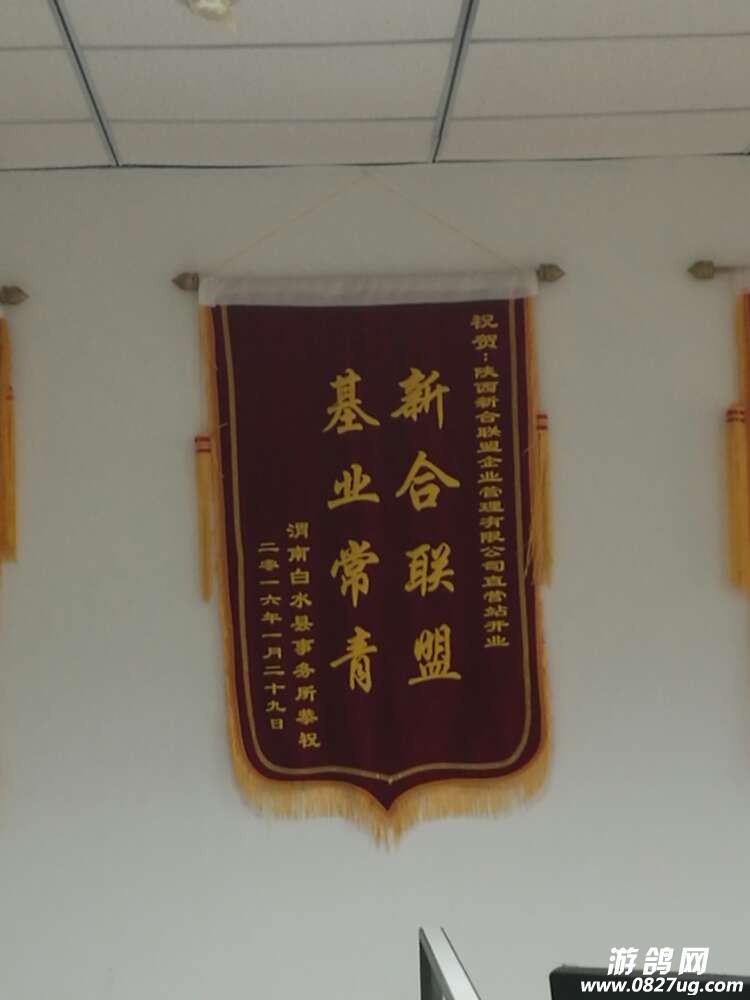 祝贺:陕西新合联盟企业管理有限公司直营站开业
新合联盟
基业常青
渭南白水县事务所恭祝
二零一六年一月二十九日
游鸽网
www.0827ug.com